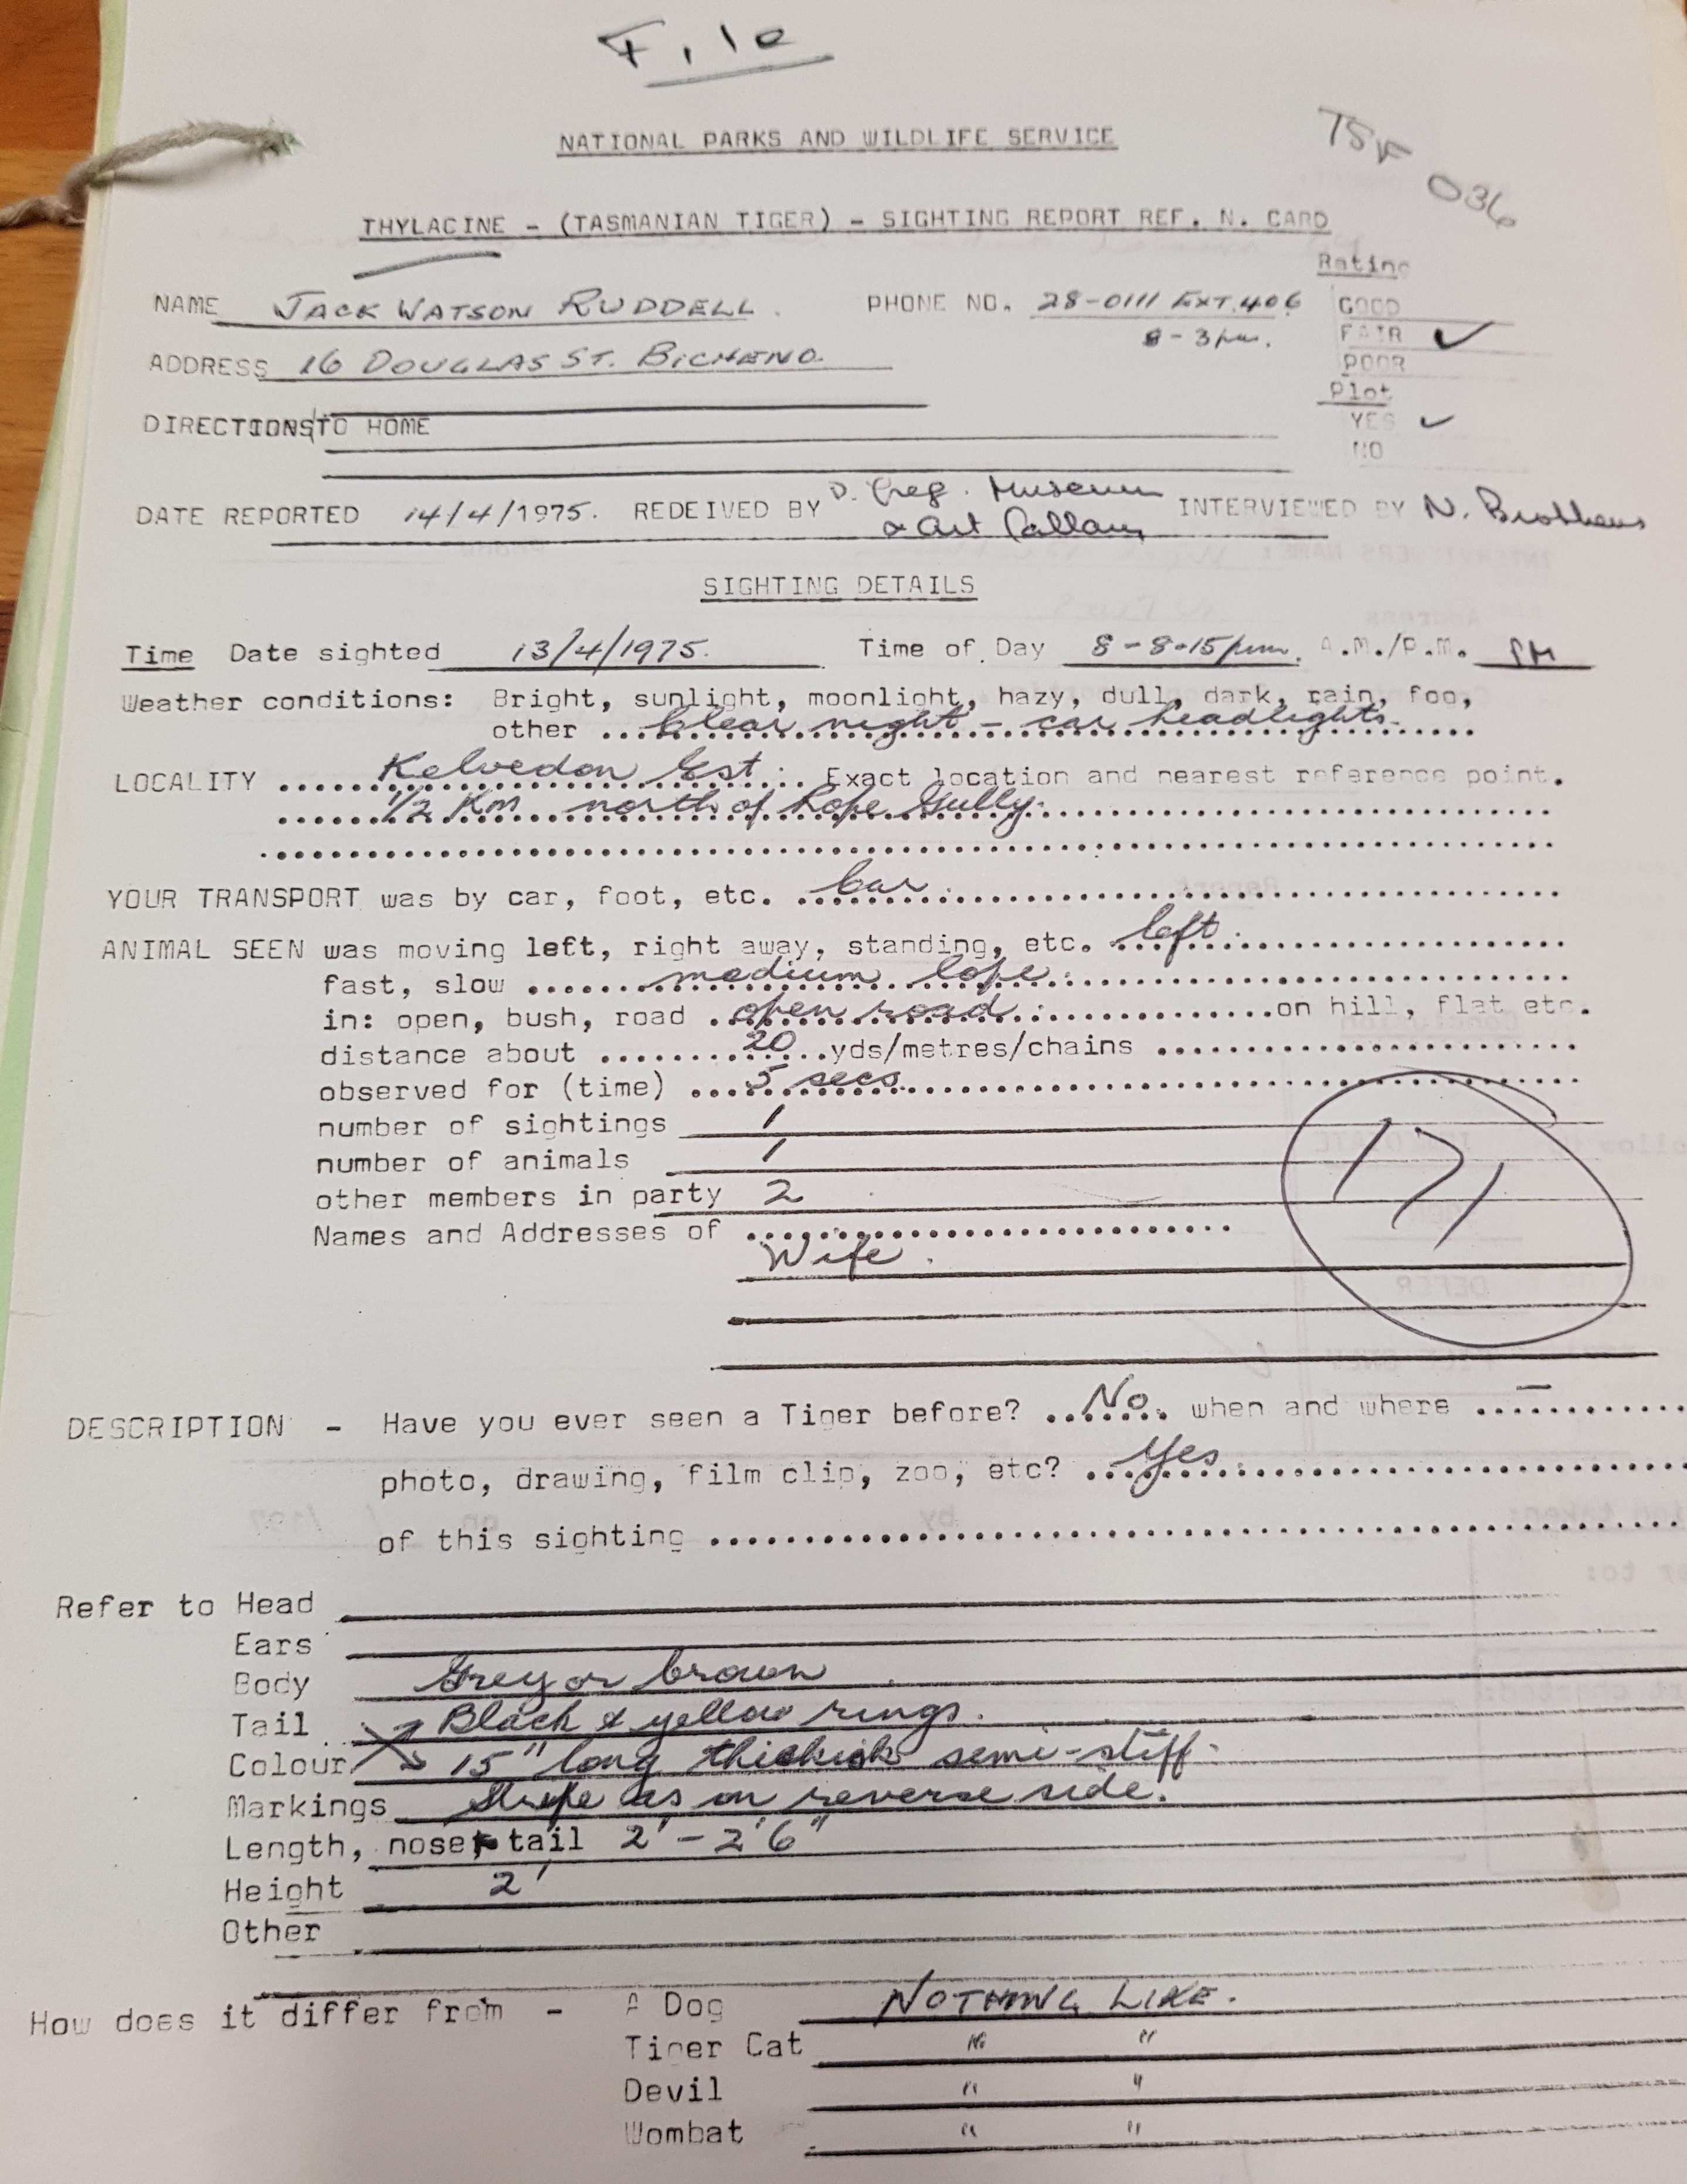 File
NATIONAL PARKS AND WILDLIFE SERVICE
TSF 036
THYLACINE - (TASMANIAN TIGER) - SIGHTING REPORT REF. N. CARD
Rating
NAME JACK WATSON RUDDELL. PHONE NO. 28-0111 EXT.406 GOOD
8-3pm. FAIR ✓
ADDRESS 16 DOUGLAS ST. BICHENO. POOR
Plot
DIRECTIONS TO HOME YES ✓
NO
DATE REPORTED 14/4/1975. REDEIVED BY D. Greg. Museum INTERVIEWED BY N. Brothers
& Art
SIGHTING DETAILS
Time Date sighted 13/4/1975. Time of Day 8-8.15pm. A.M./P.M. PM
Weather conditions: Bright, sunlight, moonlight, hazy, dull, dark, rain, foo,
other ... Clear night - car headlights.
LOCALITY ... Kelvedon Est. Exact location and nearest reference point.
1/2 Km north of Rope Gully.
YOUR TRANSPORT was by car, foot, etc. ... Car.
ANIMAL SEEN was moving left, right away, standing, etc. ... left.
fast, slow ... medium lope.
in: open, bush, road ... open road. ... on hill, flat etc.
distance about ... 20 ... yds/metres/chains ...
observed for (time) ... 5 secs ...
number of sightings 1
number of animals 1
17/
other members in party 2
Names and Addresses of ...
Wife.
DESCRIPTION - Have you ever seen a Tiger before? ... No. when and where ... —
photo, drawing, film clip, zoo, etc? ... Yes ...
of this sighting ...
Refer to Head
Ears
Body Grey or brown
Tail Black & yellow rings.
Colour 15" long thickish semi-stiff.
Markings Stripe as on reverse side.
Length, nose tail 2' - 2'6"
Height 2'
Other
How does it differ from - A Dog NOTHING LIKE.
Tiger Cat " "
Devil " "
Wombat " "